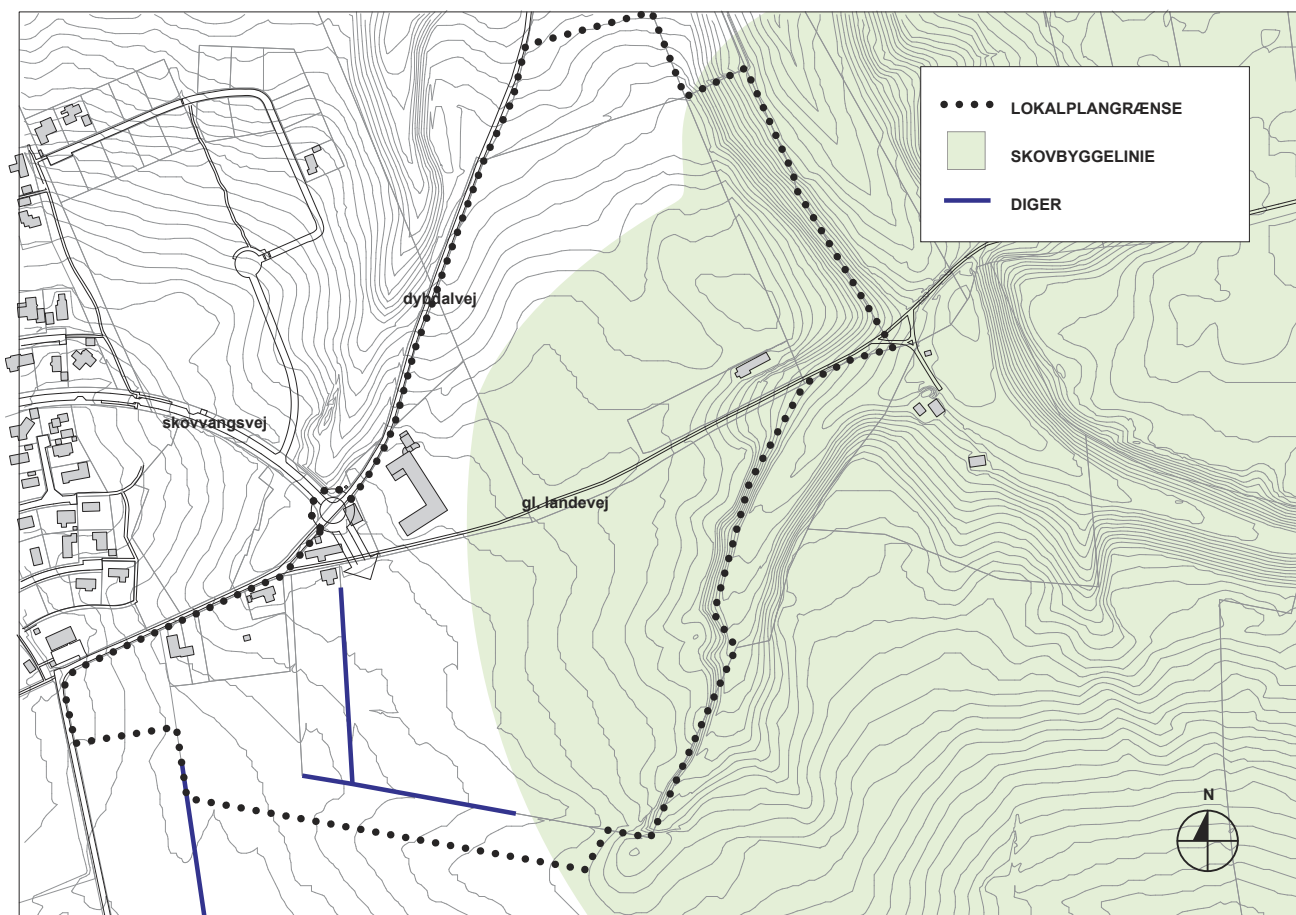 LOKALPLANGRÆNSE
SKOVBYGGELINIE
DIGER
dybdalvej
skovvangsvej
gl. landevej
N